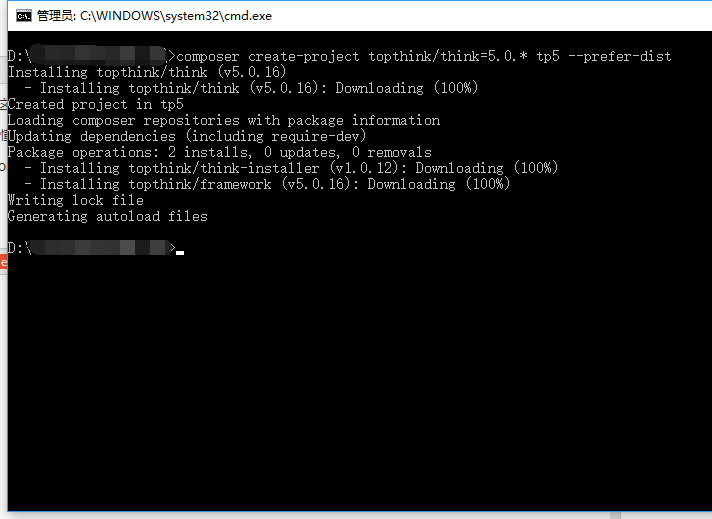 管理员: C:\WINDOWS\system32\cmd.exe
D:\ >composer create-project topthink/think=5.0.* tp5 --prefer-dist
Installing topthink/think (v5.0.16)
- Installing topthink/think (v5.0.16): Downloading (100%)
Created project in tp5
Loading composer repositories with package information
Updating dependencies (including require-dev)
Package operations: 2 installs, 0 updates, 0 removals
- Installing topthink/think-installer (v1.0.12): Downloading (100%)
- Installing topthink/framework (v5.0.16): Downloading (100%)
Writing lock file
Generating autoload files
D:\ >